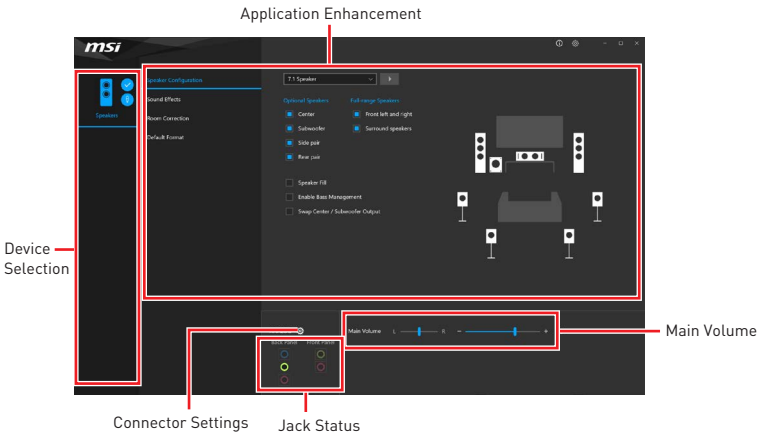 Application Enhancement
msi
Speakers
Speaker Configuration
Sound Effects
Room Correction
Default Format
7.1 Speaker
Optional Speakers
Full-range Speakers
Center
Front left and right
Subwoofer
Surround speakers
Side pair
Rear pair
Speaker Fill
Enable Bass Management
Swap Center / Subwoofer Output
Device
Selection
Main Volume
L
R
Main Volume
Back Panel
Front Panel
Connector Settings
Jack Status